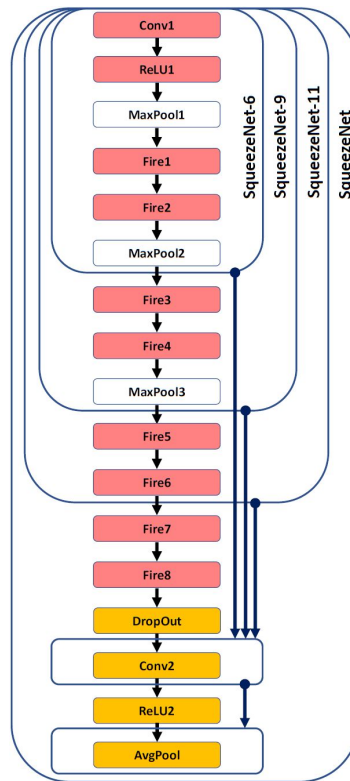 Conv1
ReLU1
MaxPool1
Fire1
Fire2
MaxPool2
Fire3
Fire4
MaxPool3
Fire5
Fire6
Fire7
Fire8
DropOut
Conv2
ReLU2
AvgPool
SqueezeNet-6
SqueezeNet-9
SqueezeNet-11
SqueezeNet